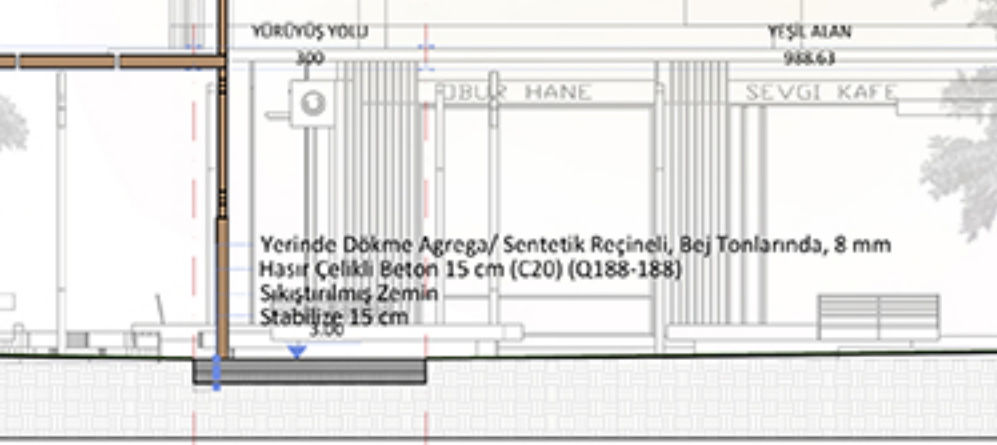 YÜRÜYÜŞ YOLU
300
YEŞİL ALAN
988.63
OBUR HANE
SEVGI KAFE
Yerinde Dökme Agrega/ Sentetik Reçineli, Bej Tonlarında, 8 mm
Hasır Çelikli Beton 15 cm (C20) (Q188-188)
Sıkıştırılmış Zemin
Stabilize 15 cm
3.00